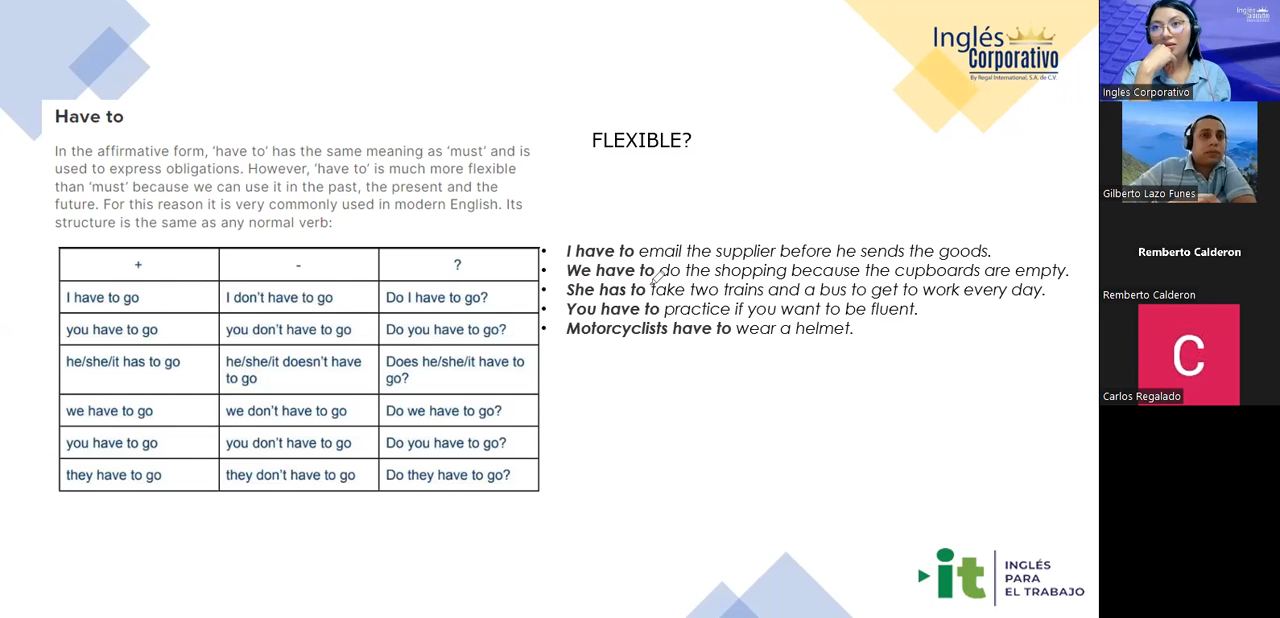 Inglés
Corporativo
By Regal International, S.A. de C.V.
Have to
In the affirmative form, ‘have to’ has the same meaning as ‘must’ and is
used to express obligations. However, ‘have to’ is much more flexible
than ‘must’ because we can use it in the past, the present and the
future. For this reason it is very commonly used in modern English. Its
structure is the same as any normal verb:
+ - ?
I have to go I don’t have to go Do I have to go?
you have to go you don’t have to go Do you have to go?
he/she/it has to go he/she/it doesn’t have to go Does he/she/it have to go?
we have to go we don’t have to go Do we have to go?
you have to go you don’t have to go Do you have to go?
they have to go they don’t have to go Do they have to go?
FLEXIBLE?
• I have to email the supplier before he sends the goods.
• We have to do the shopping because the cupboards are empty.
• She has to take two trains and a bus to get to work every day.
• You have to practice if you want to be fluent.
• Motorcyclists have to wear a helmet.
it
INGLÉS
PARA
EL TRABAJO
Ingles Corporativo
Gilberto Lazo Funes
Remberto Calderon
Remberto Calderon
C
Carlos Regalado